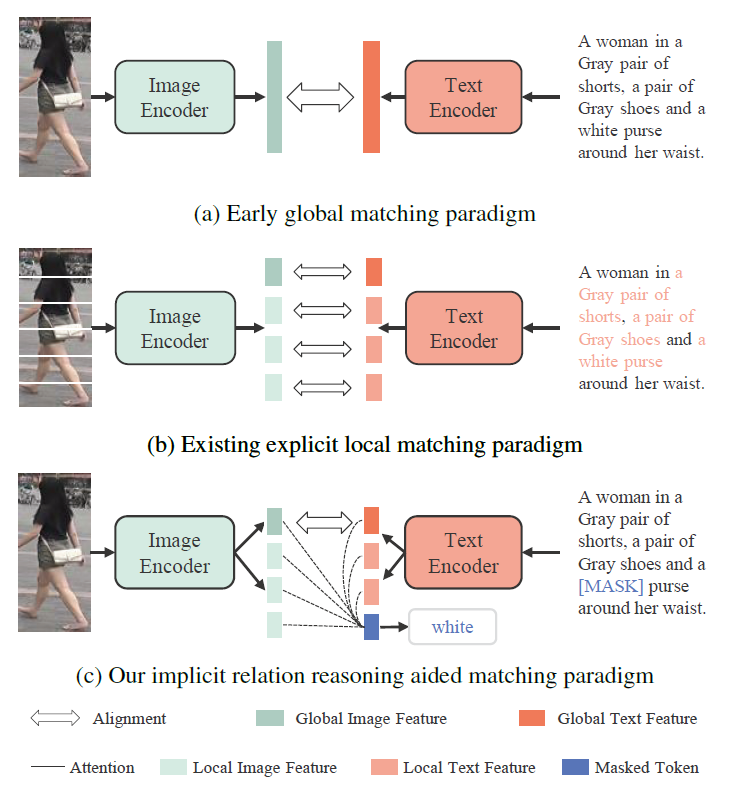 Image
Encoder
Text
Encoder
A woman in a
Gray pair of
shorts, a pair of
Gray shoes and a
white purse
around her waist.
(a) Early global matching paradigm
Image
Encoder
Text
Encoder
A woman in a
Gray pair of
shorts, a pair of
Gray shoes and a
white purse
around her waist.
(b) Existing explicit local matching paradigm
Image
Encoder
Text
Encoder
A woman in a
Gray pair of
shorts, a pair of
Gray shoes and a
[MASK] purse
around her waist.
white
(c) Our implicit relation reasoning aided matching paradigm
Alignment
Global Image Feature
Global Text Feature
Attention
Local Image Feature
Local Text Feature
Masked Token